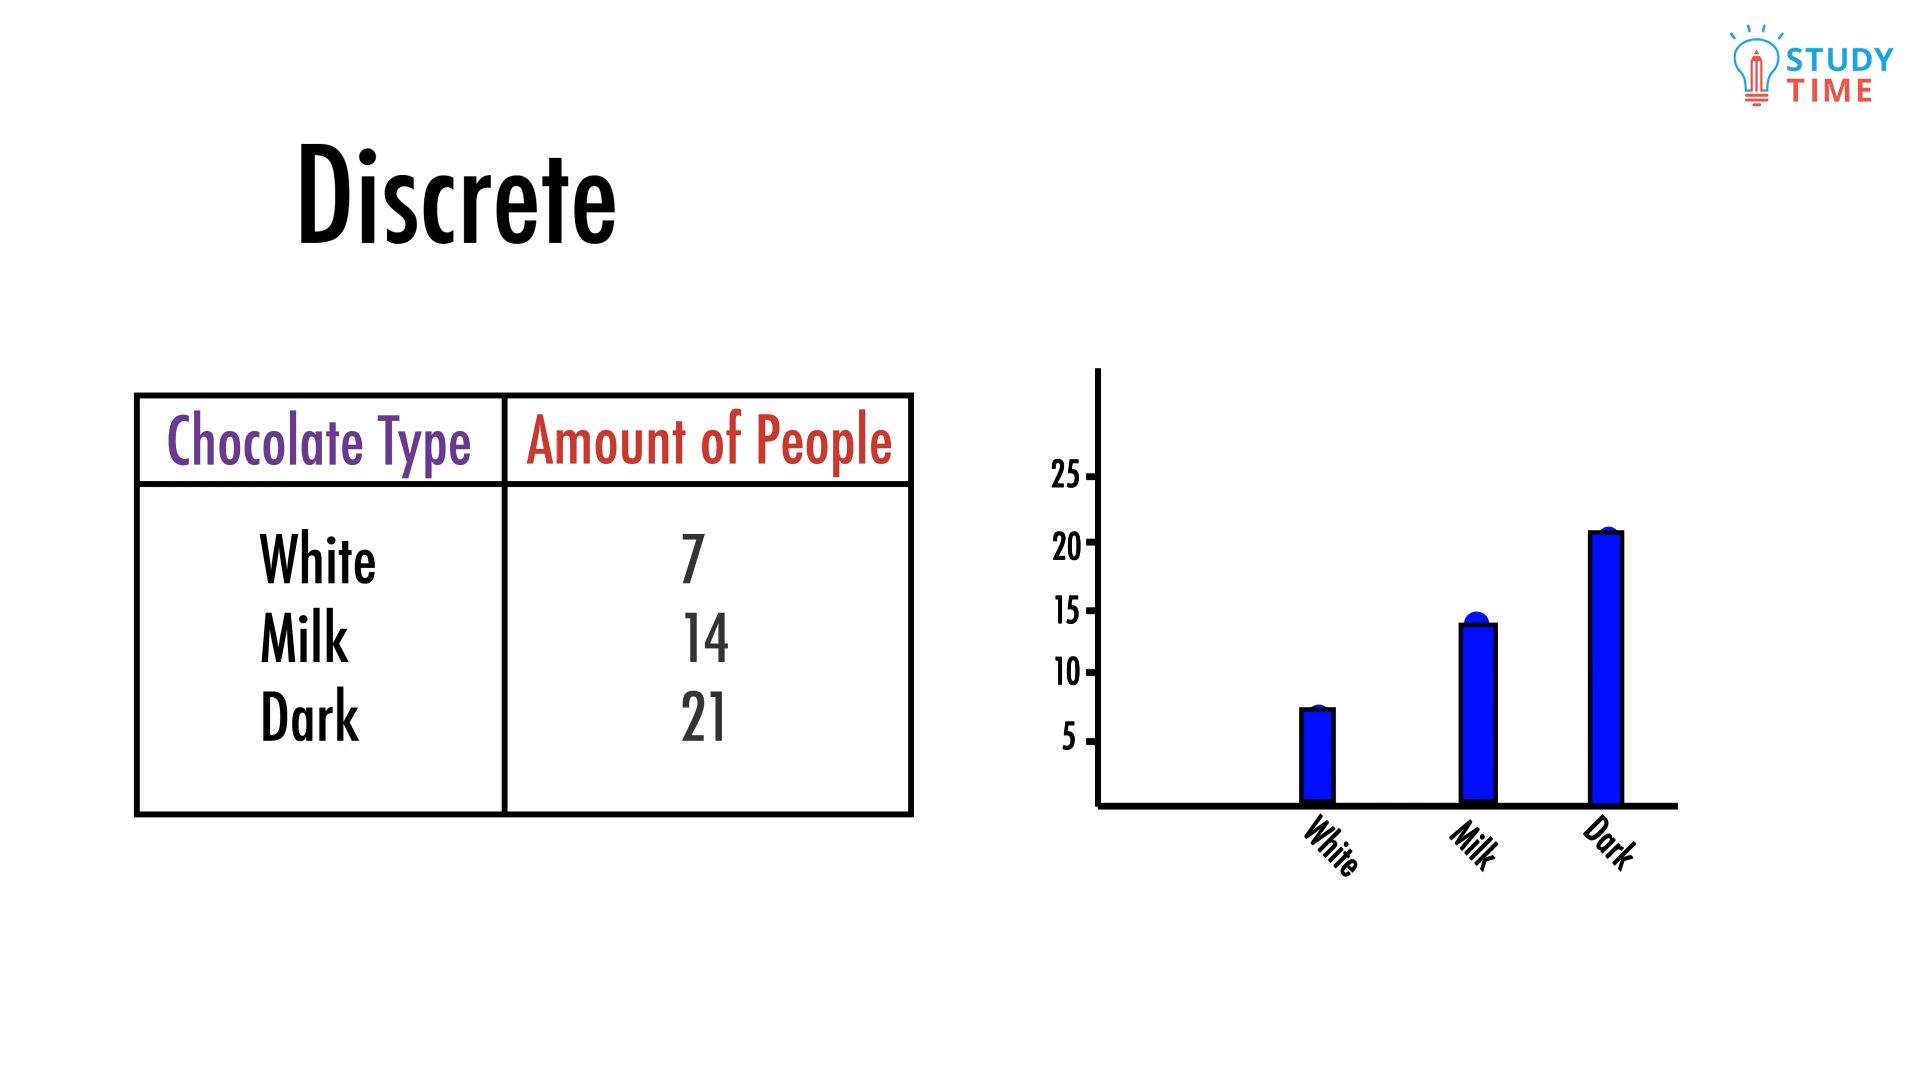 STUDY
TIME
Discrete
Chocolate Type Amount of People
White 7
Milk 14
Dark 21
25
20
15
10
5
White Milk Dark